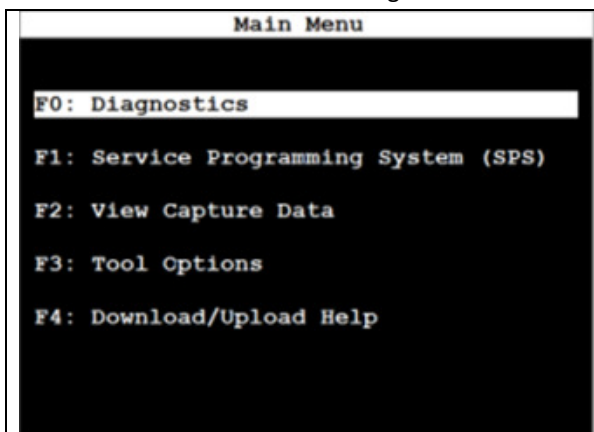 Main Menu
F0: Diagnostics
F1: Service Programming System (SPS)
F2: View Capture Data
F3: Tool Options
F4: Download/Upload Help